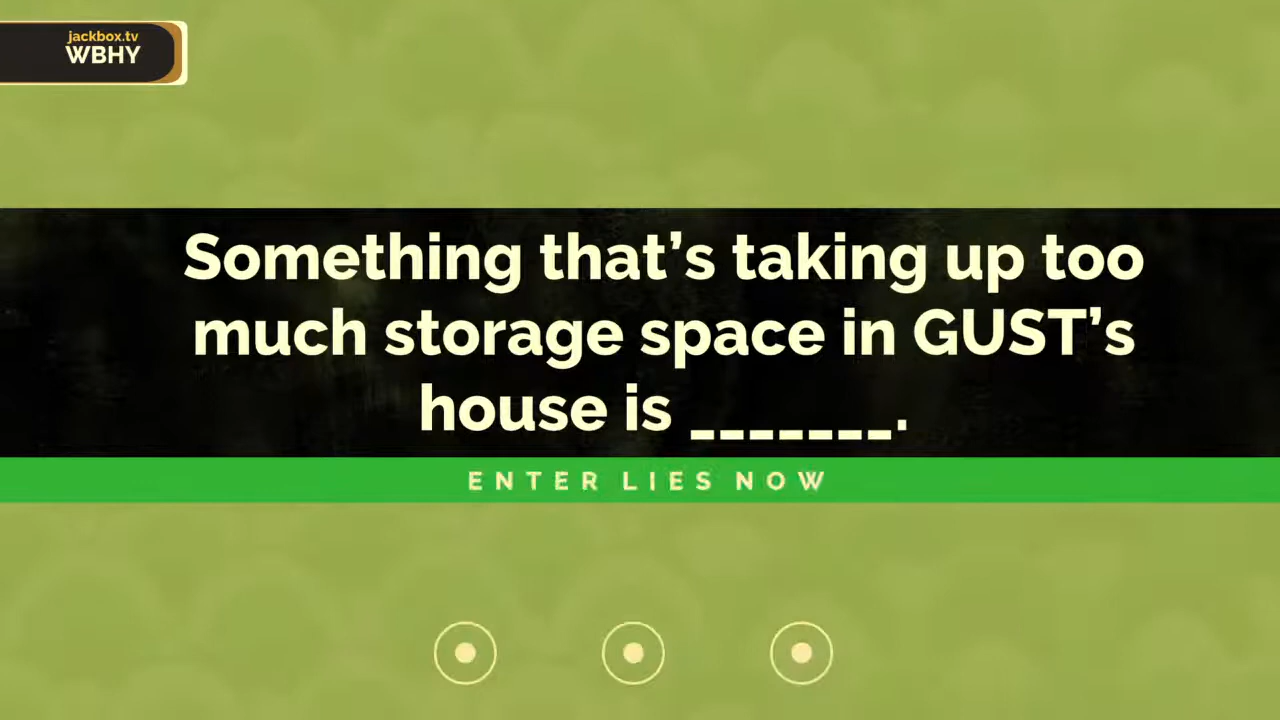 jackbox.tv
WBHY
Something that’s taking up too
much storage space in GUST’s
house is _______.
ENTER LIES NOW